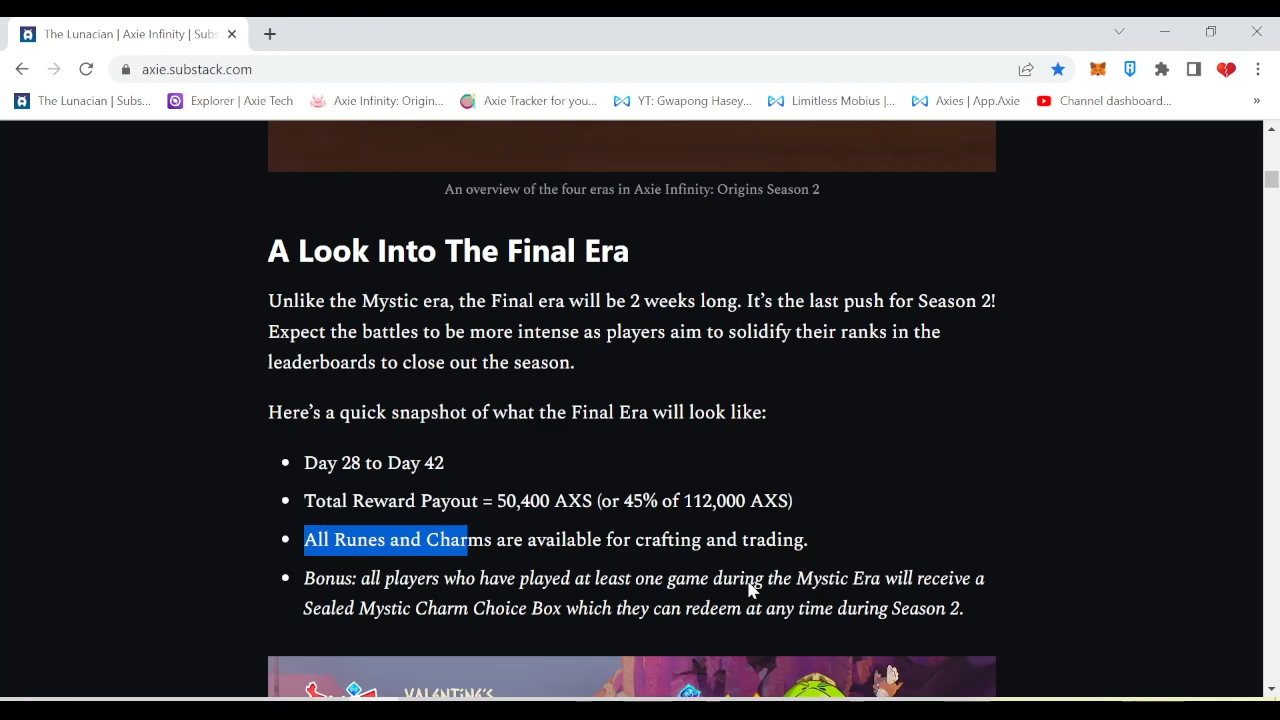 The Lunacian | Axie Infinity | Subs
axie.substack.com
The Lunacian | Subs...
Explorer | Axie Tech
Axie Infinity: Origin...
Axie Tracker for you...
YT: Gwapong Hasey...
Limitless Mobius |...
Axies | App.Axie
Channel dashboard...
»
An overview of the four eras in Axie Infinity: Origins Season 2
A Look Into The Final Era
Unlike the Mystic era, the Final era will be 2 weeks long. It’s the last push for Season 2!
Expect the battles to be more intense as players aim to solidify their ranks in the
leaderboards to close out the season.
Here’s a quick snapshot of what the Final Era will look like:
• Day 28 to Day 42
• Total Reward Payout = 50,400 AXS (or 45% of 112,000 AXS)
• All Runes and Charms are available for crafting and trading.
• Bonus: all players who have played at least one game during the Mystic Era will receive a
Sealed Mystic Charm Choice Box which they can redeem at any time during Season 2.
VALENTINE'S